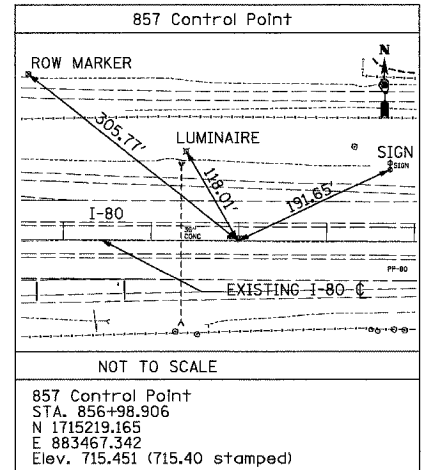 857 Control Point
N
ROW MARKER
305.77'
LUMINAIRE
118.01'
SIGN
SIGN
191.65'
I-80
30"
CONC
PP-80
EXISTING I-80 ℄
NOT TO SCALE
857 Control Point
STA. 856+98.906
N 1715219.165
E 883467.342
Elev. 715.451 (715.40 stamped)